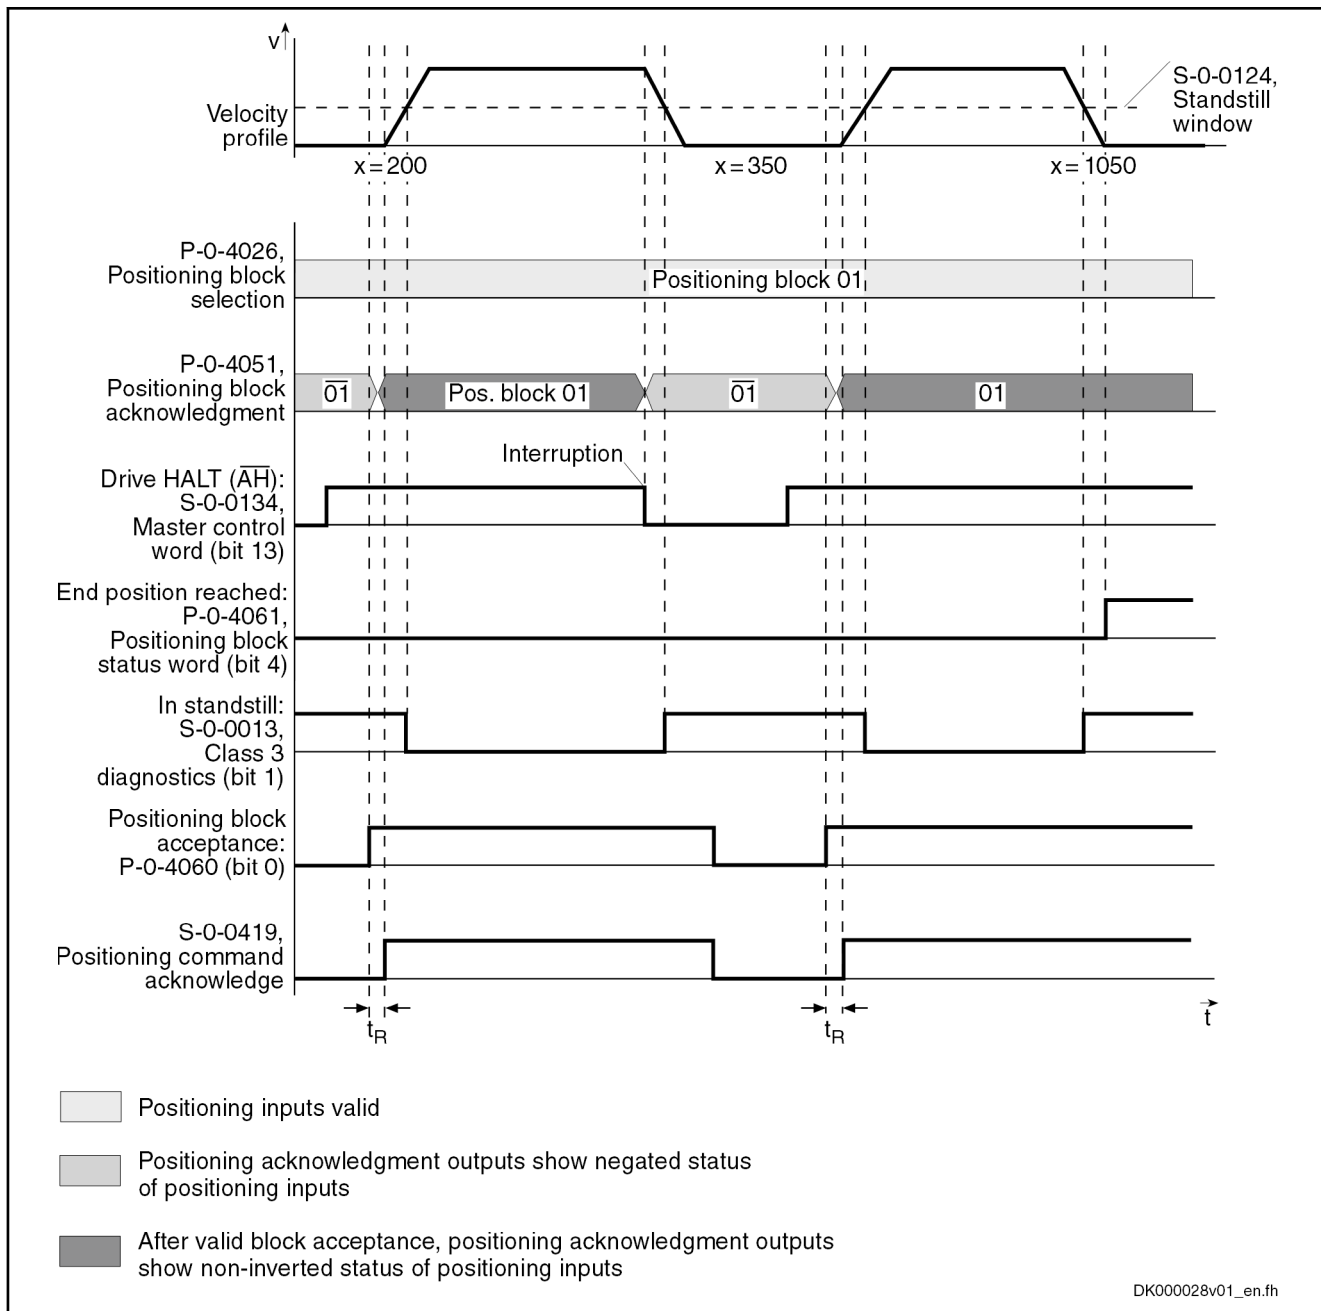 v
Velocity
profile
S-0-0124,
Standstill
window
x = 200
x = 350
x = 1050
P-0-4026,
Positioning block
selection
Positioning block 01
P-0-4051,
Positioning block
acknowledgment
0̅1̅
Pos. block 01
0̅1̅
01
Interruption
Drive HALT (A̅H̅):
S-0-0134,
Master control
word (bit 13)
End position reached:
P-0-4061,
Positioning block
status word (bit 4)
In standstill:
S-0-0013,
Class 3
diagnostics (bit 1)
Positioning block
acceptance:
P-0-4060 (bit 0)
S-0-0419,
Positioning command
acknowledge
tR
tR
t
Positioning inputs valid
Positioning acknowledgment outputs show negated status
of positioning inputs
After valid block acceptance, positioning acknowledgment outputs
show non-inverted status of positioning inputs
DK000028v01_en.fh